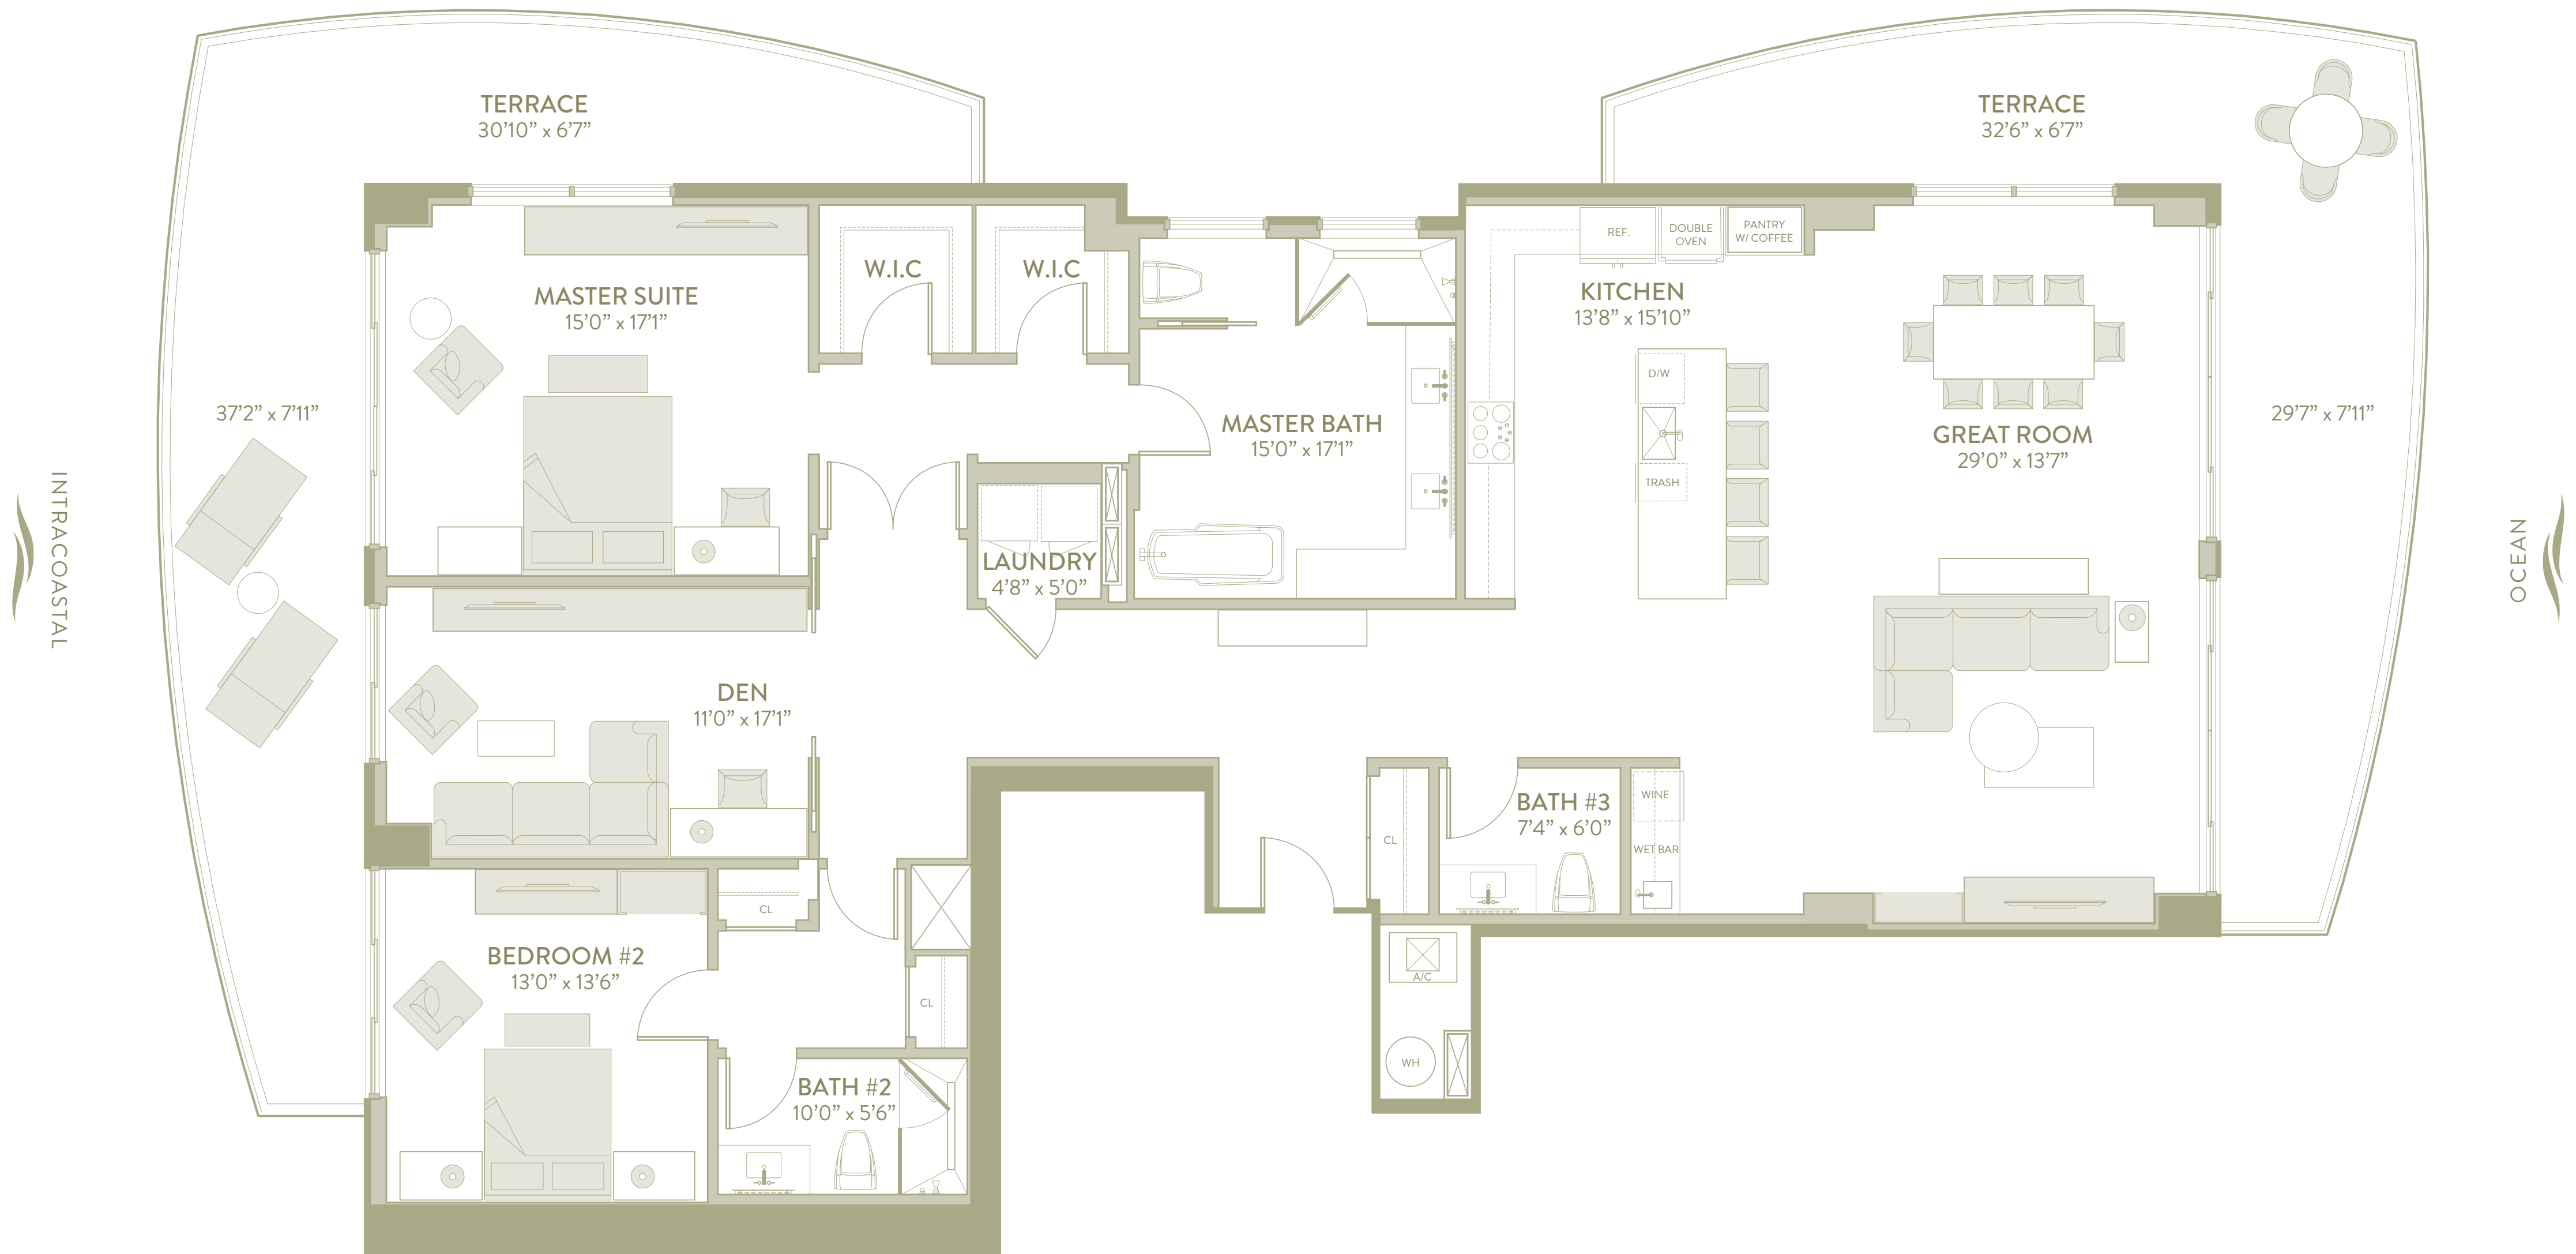 TERRACE
30’10” x 6’7”
TERRACE
32’6” x 6’7”
W.I.C
W.I.C
REF.
DOUBLE
OVEN
PANTRY
W/ COFFEE
MASTER SUITE
15’0” x 17’1”
KITCHEN
13’8” x 15’10”
D/W
37’2” x 7’11”
MASTER BATH
15’0” x 17’1”
GREAT ROOM
29’0” x 13’7”
29’7” x 7’11”
TRASH
INTRACOASTAL
OCEAN
LAUNDRY
4’8” x 5’0”
DEN
11’0” x 17’1”
BATH #3
7’4” x 6’0”
WINE
CL
WET BAR
CL
BEDROOM #2
13’0” x 13’6”
A/C
CL
WH
BATH #2
10’0” x 5’6”